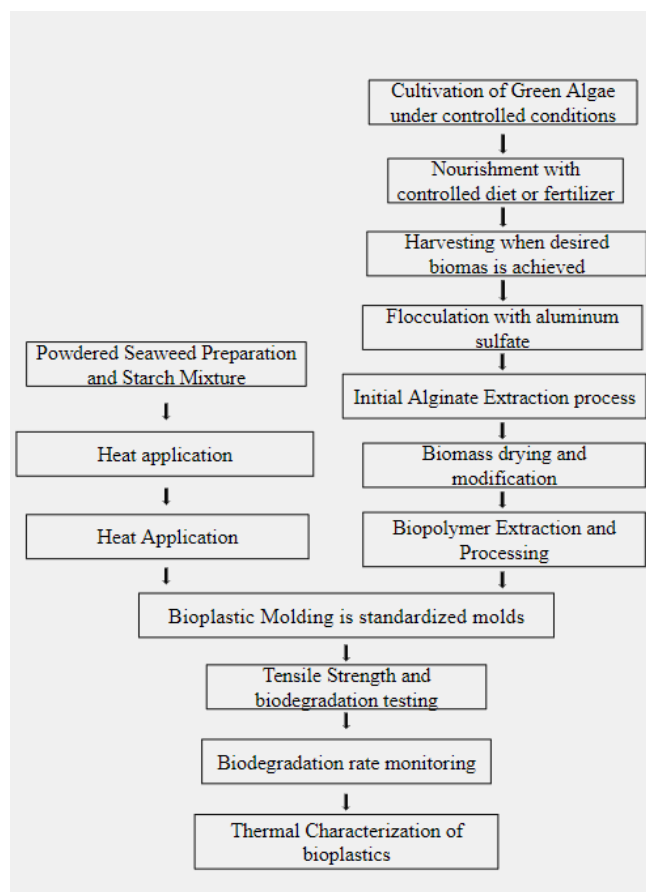 Cultivation of Green Algae
under controlled conditions
Nourishment with
controlled diet or fertilizer
Harvesting when desired
biomas is achieved
Flocculation with aluminum
sulfate
Powdered Seaweed Preparation
and Starch Mixture
Initial Alginate Extraction process
Heat application
Biomass drying and
modification
Heat Application
Biopolymer Extraction and
Processing
Bioplastic Molding is standardized molds
Tensile Strength and
biodegradation testing
Biodegradation rate monitoring
Thermal Characterization of
bioplastics